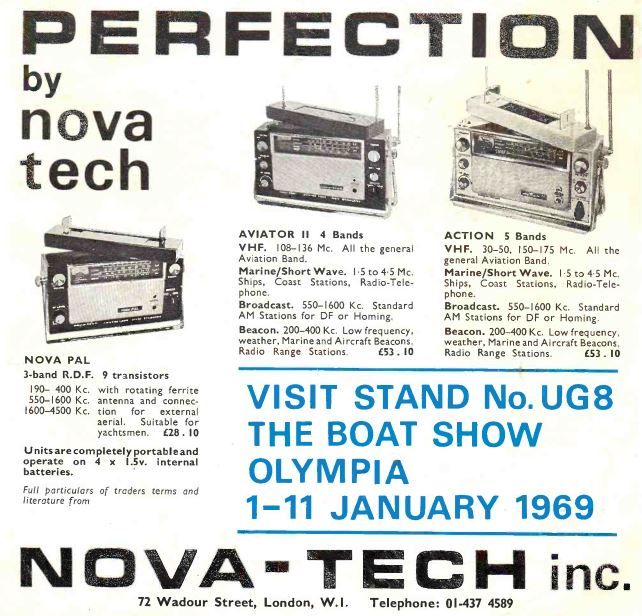 PERFECTION
by
nova
tech
AVIATOR II 4 Bands
VHF. 108–136 Mc. All the general
Aviation Band.
Marine/Short Wave. 1·5 to 4·5 Mc.
Ships, Coast Stations, Radio-Tele-
phone.
Broadcast. 550–1600 Kc. Standard
AM Stations for DF or Homing.
Beacon. 200–400 Kc. Low frequency,
weather, Marine and Aircraft Beacons.
Radio Range Stations. £53.10
ACTION 5 Bands
VHF. 30–50, 150–175 Mc. All the
general Aviation Band.
Marine/Short Wave. 1·5 to 4·5 Mc.
Ships, Coast Stations, Radio-Tele-
phone.
Broadcast. 550–1600 Kc. Standard
AM Stations for DF or Homing.
Beacon. 200–400 Kc. Low frequency,
weather, Marine and Aircraft Beacons.
Radio Range Stations. £53.10
NOVA PAL
3-band R.D.F. 9 transistors
190– 400 Kc. with rotating ferrite
550–1600 Kc. antenna and connec-
1600–4500 Kc. tion for external
aerial. Suitable for
yachtsmen. £28.10
Units are completely portable and
operate on 4 x 1.5v. internal
batteries.
Full particulars of traders terms and
literature from
VISIT STAND No. UG8
THE BOAT SHOW
OLYMPIA
1–11 JANUARY 1969
NOVA-TECH inc.
72 Wadour Street, London, W.I. Telephone: 01-437 4589